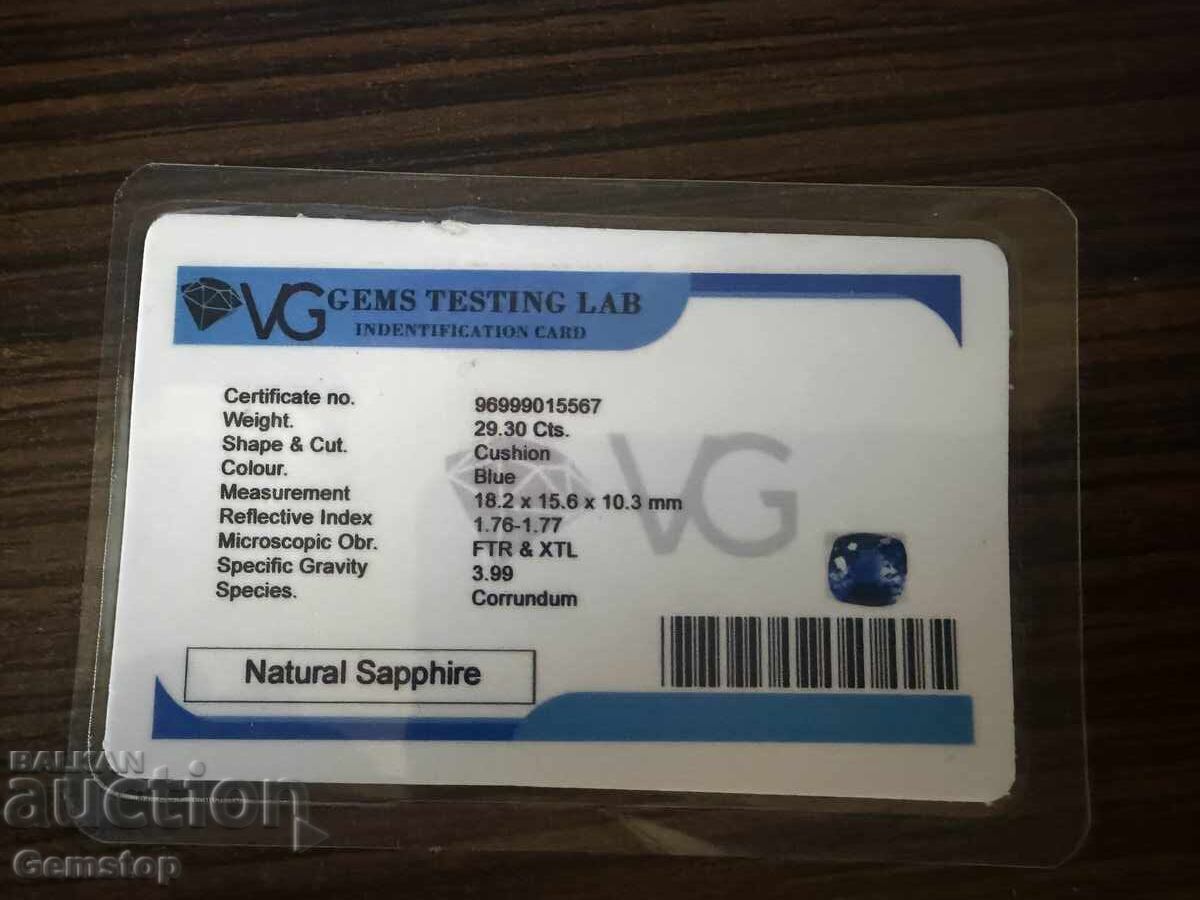 VG GEMS TESTING LAB
INDENTIFICATION CARD
Certificate no. 96999015567
Weight. 29.30 Cts.
Shape & Cut. Cushion
Colour. Blue
Measurement 18.2 x 15.6 x 10.3 mm
Reflective Index 1.76-1.77
Microscopic Obr. FTR & XTL
Specific Gravity 3.99
Species. Corrundum
VG
Natural Sapphire
BALKAN
auction
Gemstop